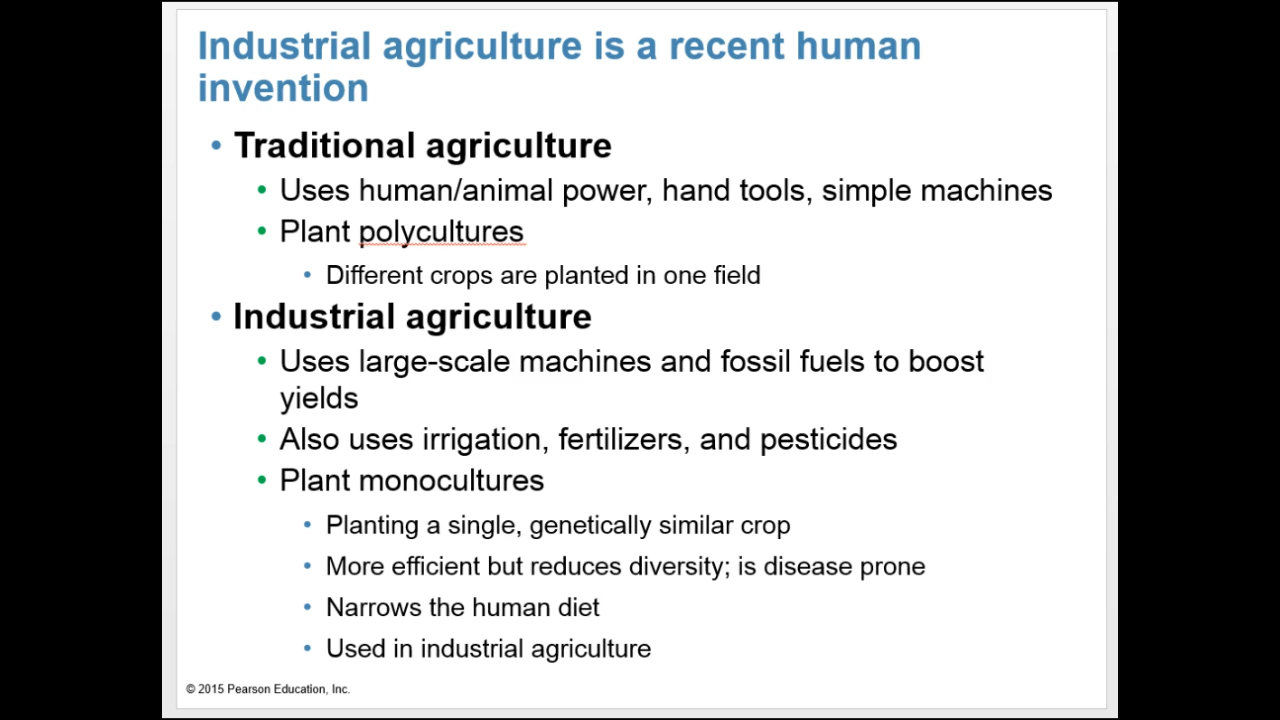 Industrial agriculture is a recent human
invention
• Traditional agriculture
• Uses human/animal power, hand tools, simple machines
• Plant polycultures
• Different crops are planted in one field
• Industrial agriculture
• Uses large-scale machines and fossil fuels to boost
yields
• Also uses irrigation, fertilizers, and pesticides
• Plant monocultures
• Planting a single, genetically similar crop
• More efficient but reduces diversity; is disease prone
• Narrows the human diet
• Used in industrial agriculture
© 2015 Pearson Education, Inc.